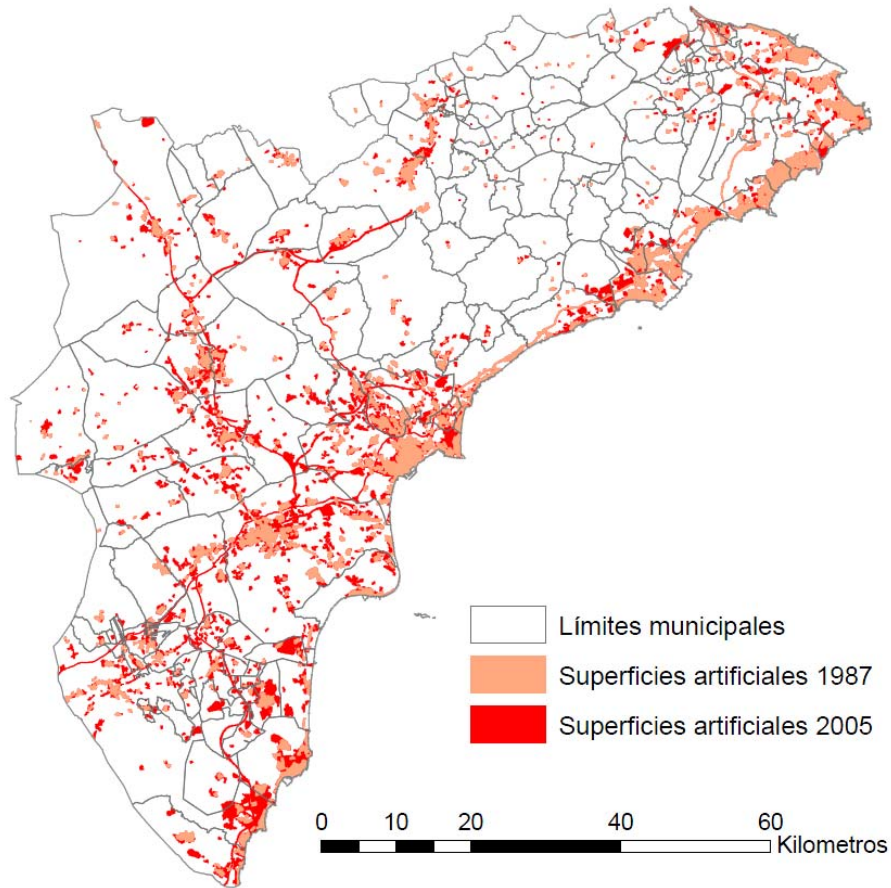 Límites municipales
Superficies artificiales 1987
Superficies artificiales 2005
0 10 20 40 60
Kilometros